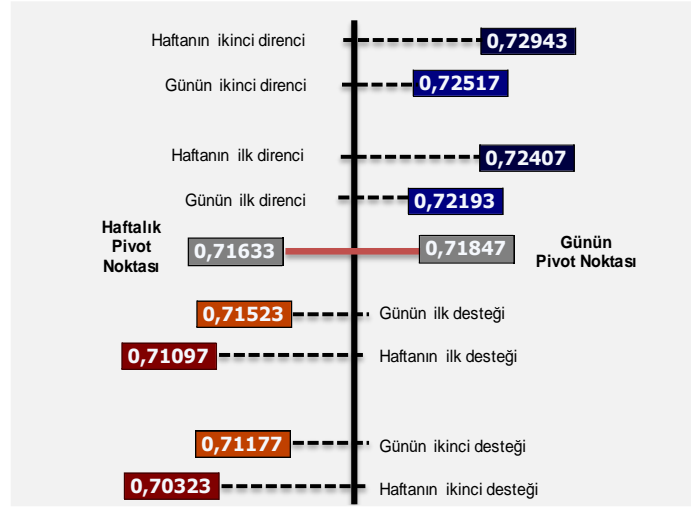 Haftanın ikinci direnci
0,72943
Günün ikinci direnci
0,72517
Haftanın ilk direnci
0,72407
Günün ilk direnci
0,72193
Haftalık
Pivot
Noktası
0,71633
0,71847
Günün
Pivot Noktası
0,71523
Günün ilk desteği
0,71097
Haftanın ilk desteği
0,71177
Günün ikinci desteği
0,70323
Haftanın ikinci desteği